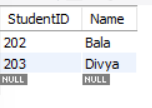 StudentID Name
202 Bala
203 Divya
NULL NULL